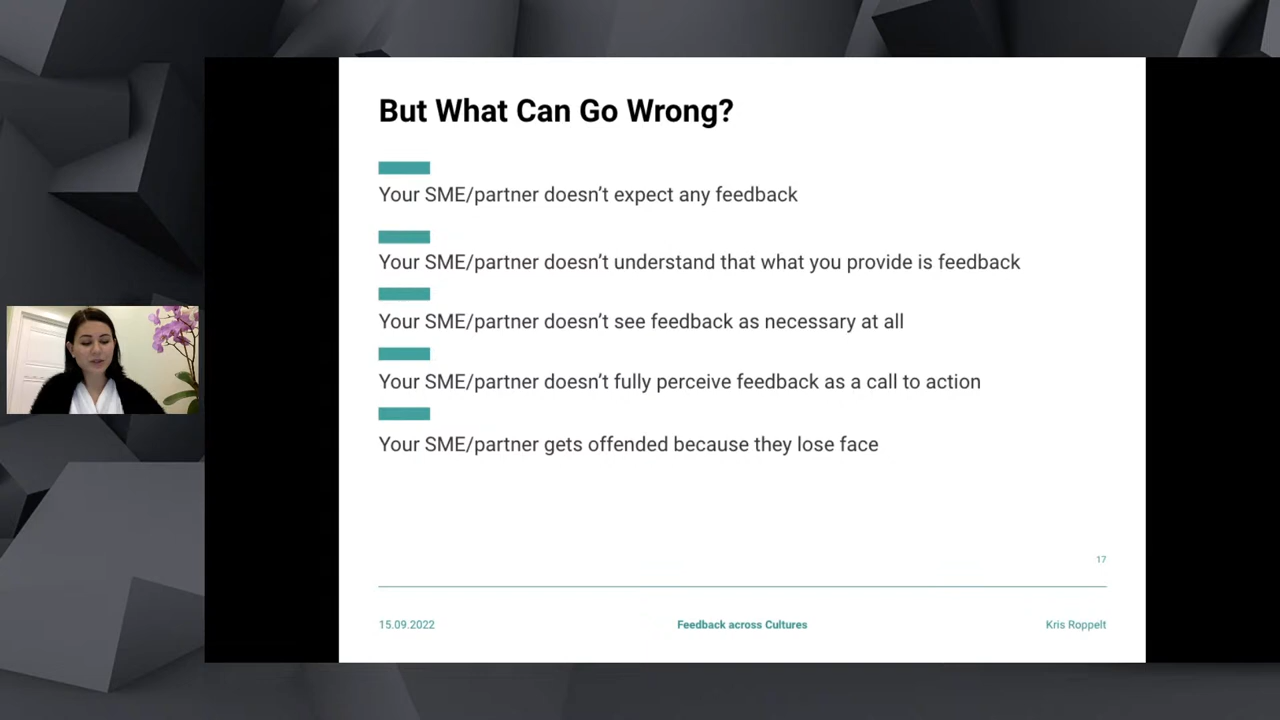 But What Can Go Wrong?
Your SME/partner doesn’t expect any feedback
Your SME/partner doesn’t understand that what you provide is feedback
Your SME/partner doesn’t see feedback as necessary at all
Your SME/partner doesn’t fully perceive feedback as a call to action
Your SME/partner gets offended because they lose face
17
15.09.2022
Feedback across Cultures
Kris Roppelt